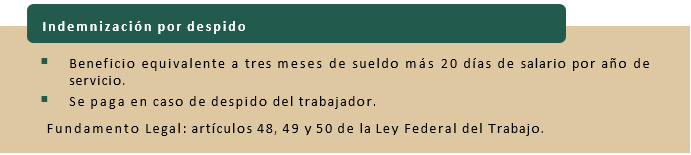 Indemnización por despido
Beneficio equivalente a tres meses de sueldo más 20 días de salario por año de
servicio.
Se paga en caso de despido del trabajador.
Fundamento Legal: artículos 48, 49 y 50 de la Ley Federal del Trabajo.